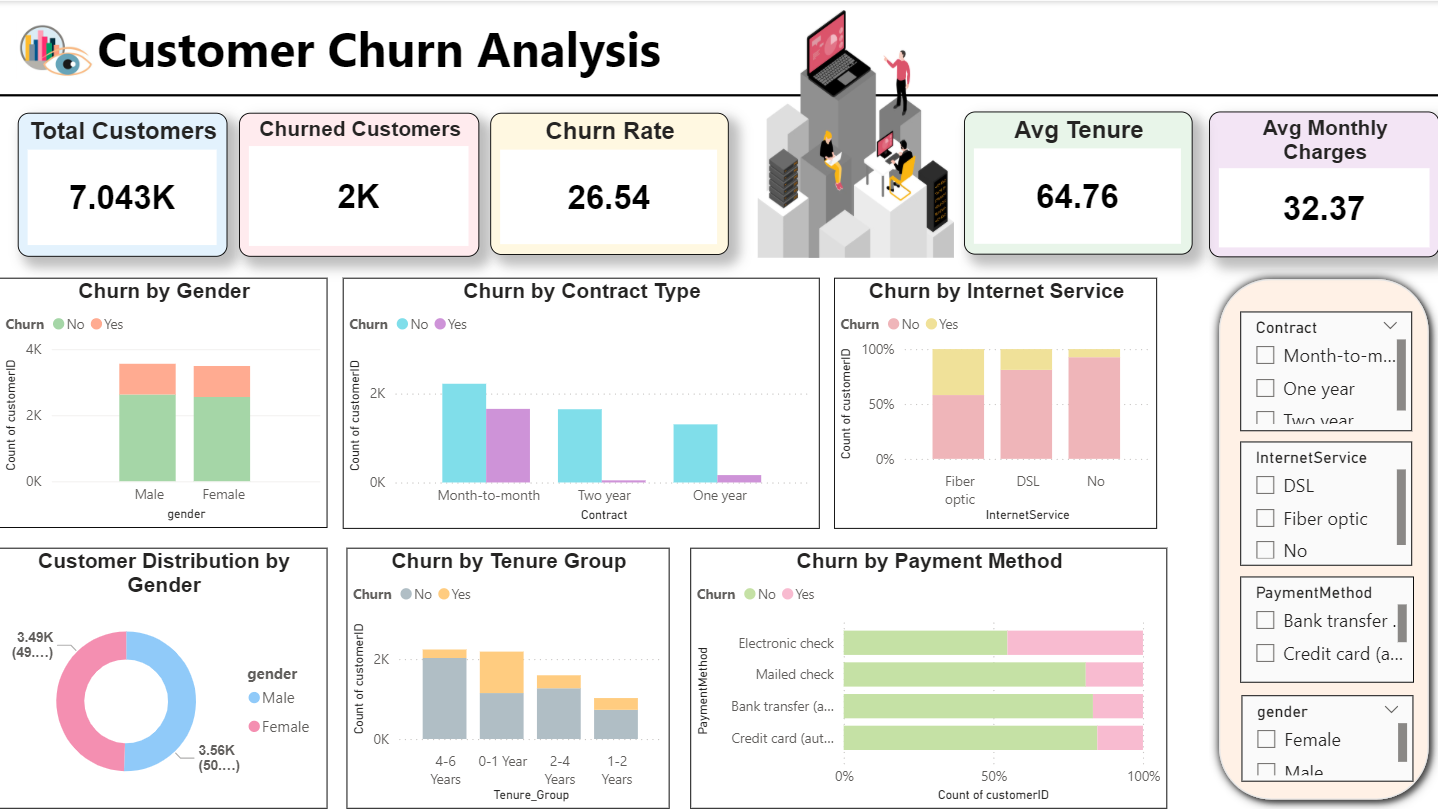 Customer Churn Analysis
Total Customers
7.043K
Churned Customers
2K
Churn Rate
26.54
Avg Tenure
64.76
Avg Monthly
Charges
32.37
Churn by Gender
Churn No Yes
Count of customerID
4K
2K
0K
Male Female
gender
Churn by Contract Type
Churn No Yes
Count of customerID
2K
0K
Month-to-month Two year One year
Contract
Churn by Internet Service
Churn No Yes
Count of customerID
100%
50%
0%
Fiber
optic
DSL
No
InternetService
Contract
Month-to-m...
One year
Two year
InternetService
DSL
Fiber optic
No
PaymentMethod
Bank transfer .
Credit card (a...
gender
Female
Male
Customer Distribution by
Gender
3.49K
(49....)
3.56K
(50....)
gender
Male
Female
Churn by Tenure Group
Churn No Yes
Count of customerID
2K
0K
4-6
Years
0-1 Year
2-4
Years
1-2
Years
Tenure_Group
Churn by Payment Method
Churn No Yes
PaymentMethod
Electronic check
Mailed check
Bank transfer (a...
Credit card (aut...
0% 50% 100%
Count of customerID